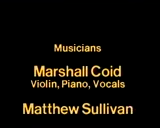 Musicians
Marshall Coid
Violin, Piano, Vocals
Matthew Sullivan